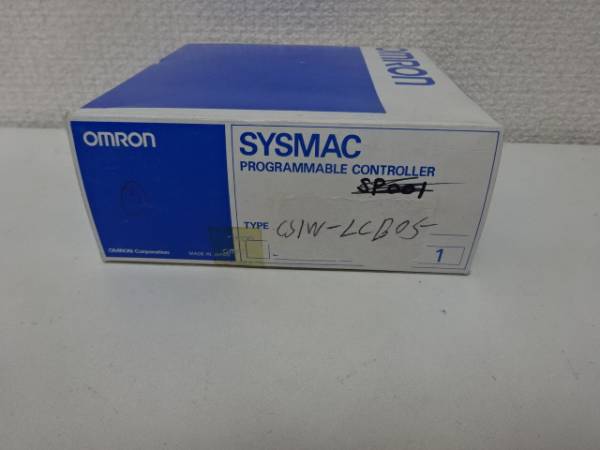 OMRON
OMRON
SYSMAC
PROGRAMMABLE CONTROLLER
SP001
TYPE CS1W-LCB05
OMRON Corporation
MADE IN JAPAN
1